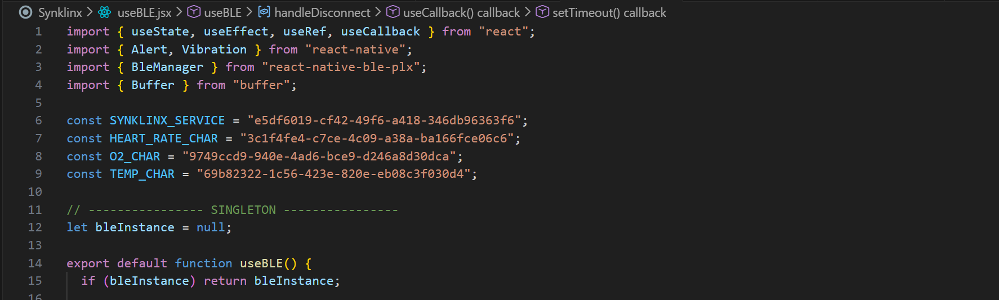 Synklinx > useBLE.jsx > useBLE > handleDisconnect > useCallback() callback > setTimeout() callback
1 import { useState, useEffect, useRef, useCallback } from "react";
2 import { Alert, Vibration } from "react-native";
3 import { BleManager } from "react-native-ble-plx";
4 import { Buffer } from "buffer";
5
6 const SYNKLINX_SERVICE = "e5df6019-cf42-49f6-a418-346db96363f6";
7 const HEART_RATE_CHAR = "3c1f4fe4-c7ce-4c09-a38a-ba166fce06c6";
8 const O2_CHAR = "9749ccd9-940e-4ad6-bce9-d246a8d30dca";
9 const TEMP_CHAR = "69b82322-1c56-423e-820e-eb08c3f030d4";
10
11 // ---------------- SINGLETON ----------------
12 let bleInstance = null;
13
14 export default function useBLE() {
15 if (bleInstance) return bleInstance;
16